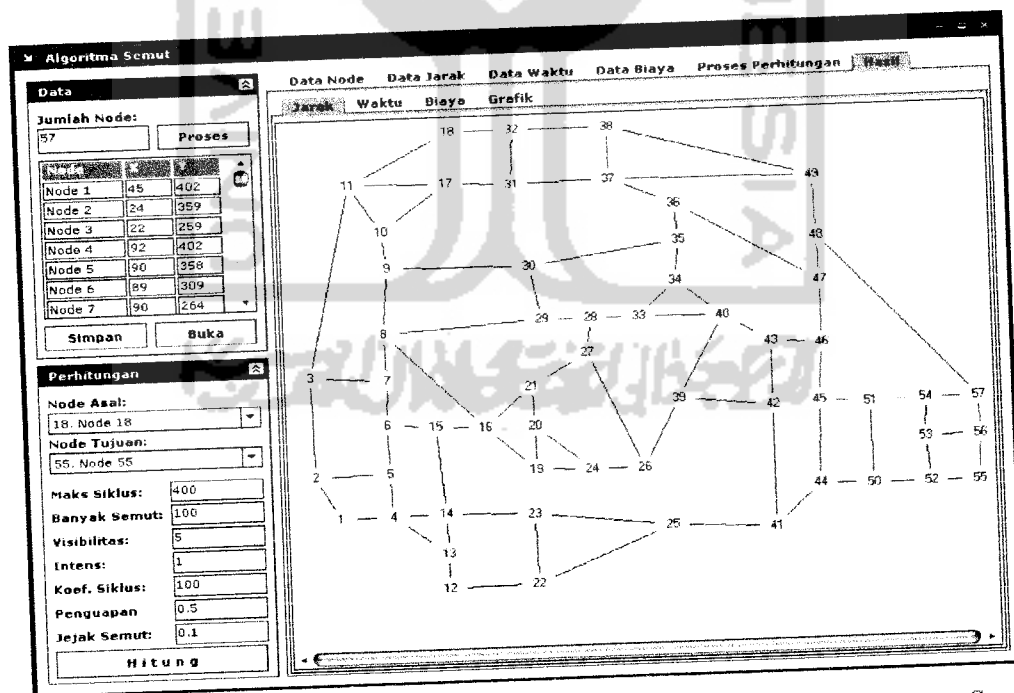 Algoritma Semut
Data
Jumlah Node:
57 Proses
Node X Y
Node 1 45 402
Node 2 24 359
Node 3 22 259
Node 4 92 402
Node 5 90 358
Node 6 89 309
Node 7 90 264
Simpan Buka
Perhitungan
Node Asal:
18. Node 18
Node Tujuan:
55. Node 55
Maks Siklus: 400
Banyak Semut: 100
Visibilitas: 5
Intens: 1
Koef. Siklus: 100
Penguapan 0.5
Jejak Semut: 0.1
Hitung
Data Node Data Jarak Data Waktu Data Biaya Proses Perhitungan Hasil
Jarak Waktu Biaya Grafik
18 32 38
11 17 31 37 49
36
10 35 48
9 30 34 47
8 29 28 33 40 43 46
27
3 7 21 39 42 45 51 54 57
6 15 16 20 53 56
2 5 19 24 26 44 50 52 55
1 4 14 23 25 41
13
12 22